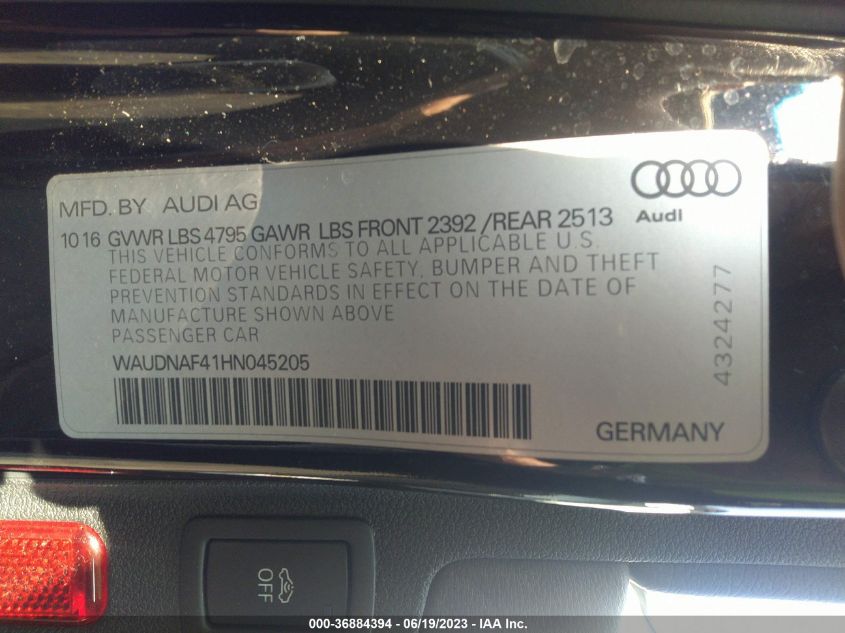 MFD. BY AUDI AG
Audi
10 16 GVWR LBS 4795 GAWR LBS FRONT 2392 /REAR 2513
THIS VEHICLE CONFORMS TO ALL APPLICABLE U.S.
FEDERAL MOTOR VEHICLE SAFETY, BUMPER AND THEFT
PREVENTION STANDARDS IN EFFECT ON THE DATE OF
MANUFACTURE SHOWN ABOVE
PASSENGER CAR
WAUDNAF41HN045205
4324277
GERMANY
OFF
000-36884394 - 06/19/2023 - IAA Inc.